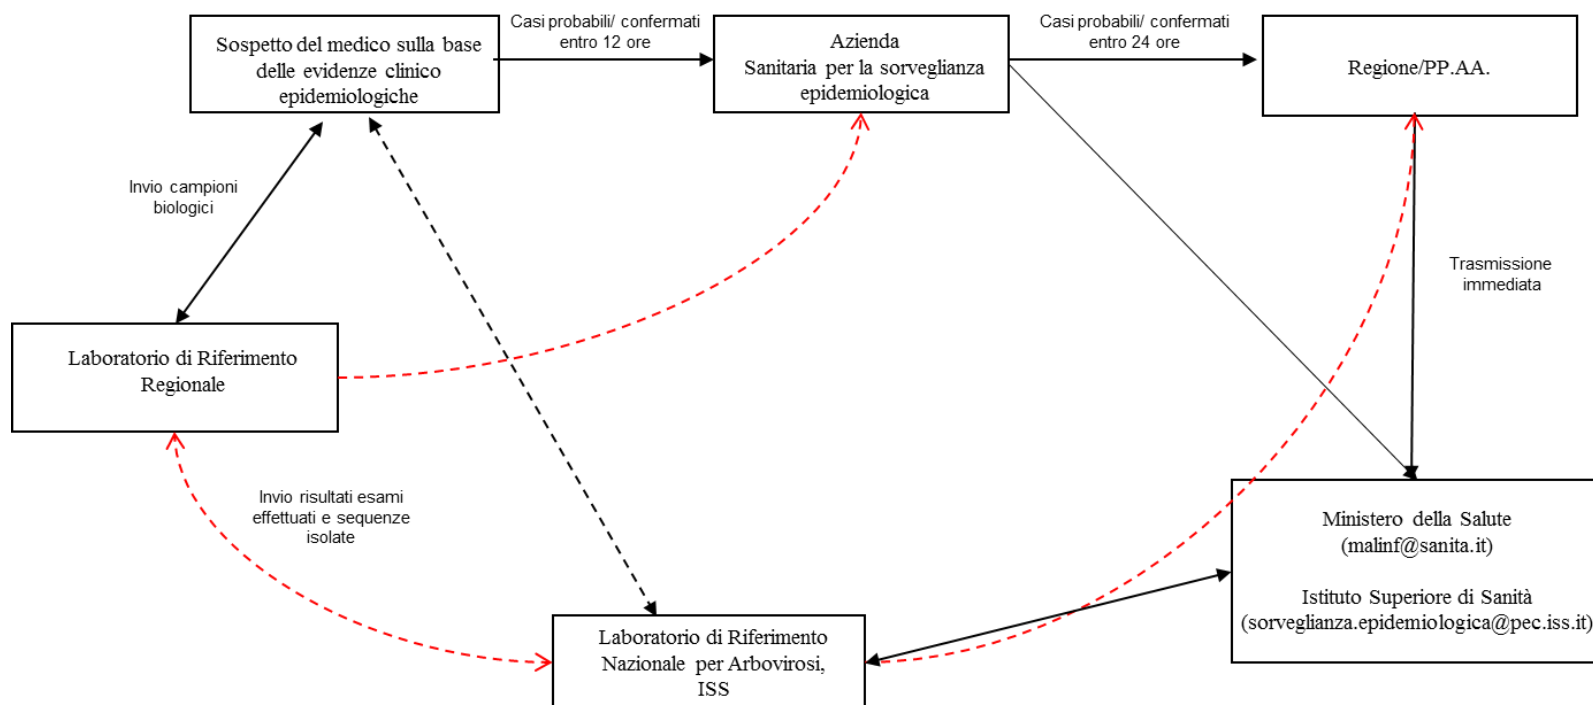 Casi probabili/ confermati
entro 12 ore
Casi probabili/ confermati
entro 24 ore
Sospetto del medico sulla base
delle evidenze clinico
epidemiologiche
Azienda
Sanitaria per la sorveglianza
epidemiologica
Regione/PP.AA.
Invio campioni
biologici
Trasmissione
immediata
Laboratorio di Riferimento
Regionale
Invio risultati esami
effettuati e sequenze
isolate
Ministero della Salute
(malinf@sanita.it)
Istituto Superiore di Sanità
(sorveglianza.epidemiologica@pec.iss.it)
Laboratorio di Riferimento
Nazionale per Arbovirosi,
ISS